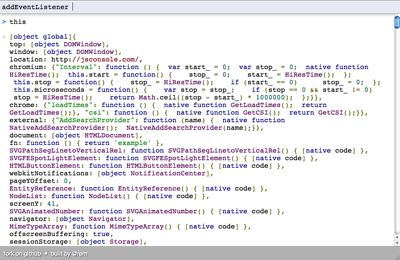 addEventListener
> this
[object global]{
top: [object DOMWindow],
window: [object DOMWindow],
location: http://jsconsole.com/,
chromium: {"Interval": function () {  var start_ = 0;  var stop_ = 0;  native function
HiResTime();  this.start = function() {    stop_ = 0;    start_ = HiResTime();  };
this.stop = function() {    stop_ = HiResTime();    if (start_ == 0)      stop_ = 0;  };
this.microseconds = function() {    var stop = stop_;    if (stop == 0 && start_ != 0)
stop = HiResTime();    return Math.ceil((stop - start_) * 1000000);  };}},
chrome: {"loadTimes": function () {  native function GetLoadTimes();  return
GetLoadTimes();}, "csi": function () {  native function GetCSI();  return GetCSI();}},
external: {"AddSearchProvider": function (name) {  native function
NativeAddSearchProvider();  NativeAddSearchProvider(name);}},
document: [object HTMLDocument],
fn: function () { return 'example' },
SVGPathSegLinetoVerticalRel: function SVGPathSegLinetoVerticalRel() { [native code] },
SVGFESpotLightElement: function SVGFESpotLightElement() { [native code] },
HTMLButtonElement: function HTMLButtonElement() { [native code] },
webkitNotifications: [object NotificationCenter],
pageYOffset: 0,
EntityReference: function EntityReference() { [native code] },
NodeList: function NodeList() { [native code] },
screenY: 41,
SVGAnimatedNumber: function SVGAnimatedNumber() { [native code] },
navigator: [object Navigator],
MimeTypeArray: function MimeTypeArray() { [native code] },
offscreenBuffering: true,
sessionStorage: [object Storage],
fork on github • built by @rem